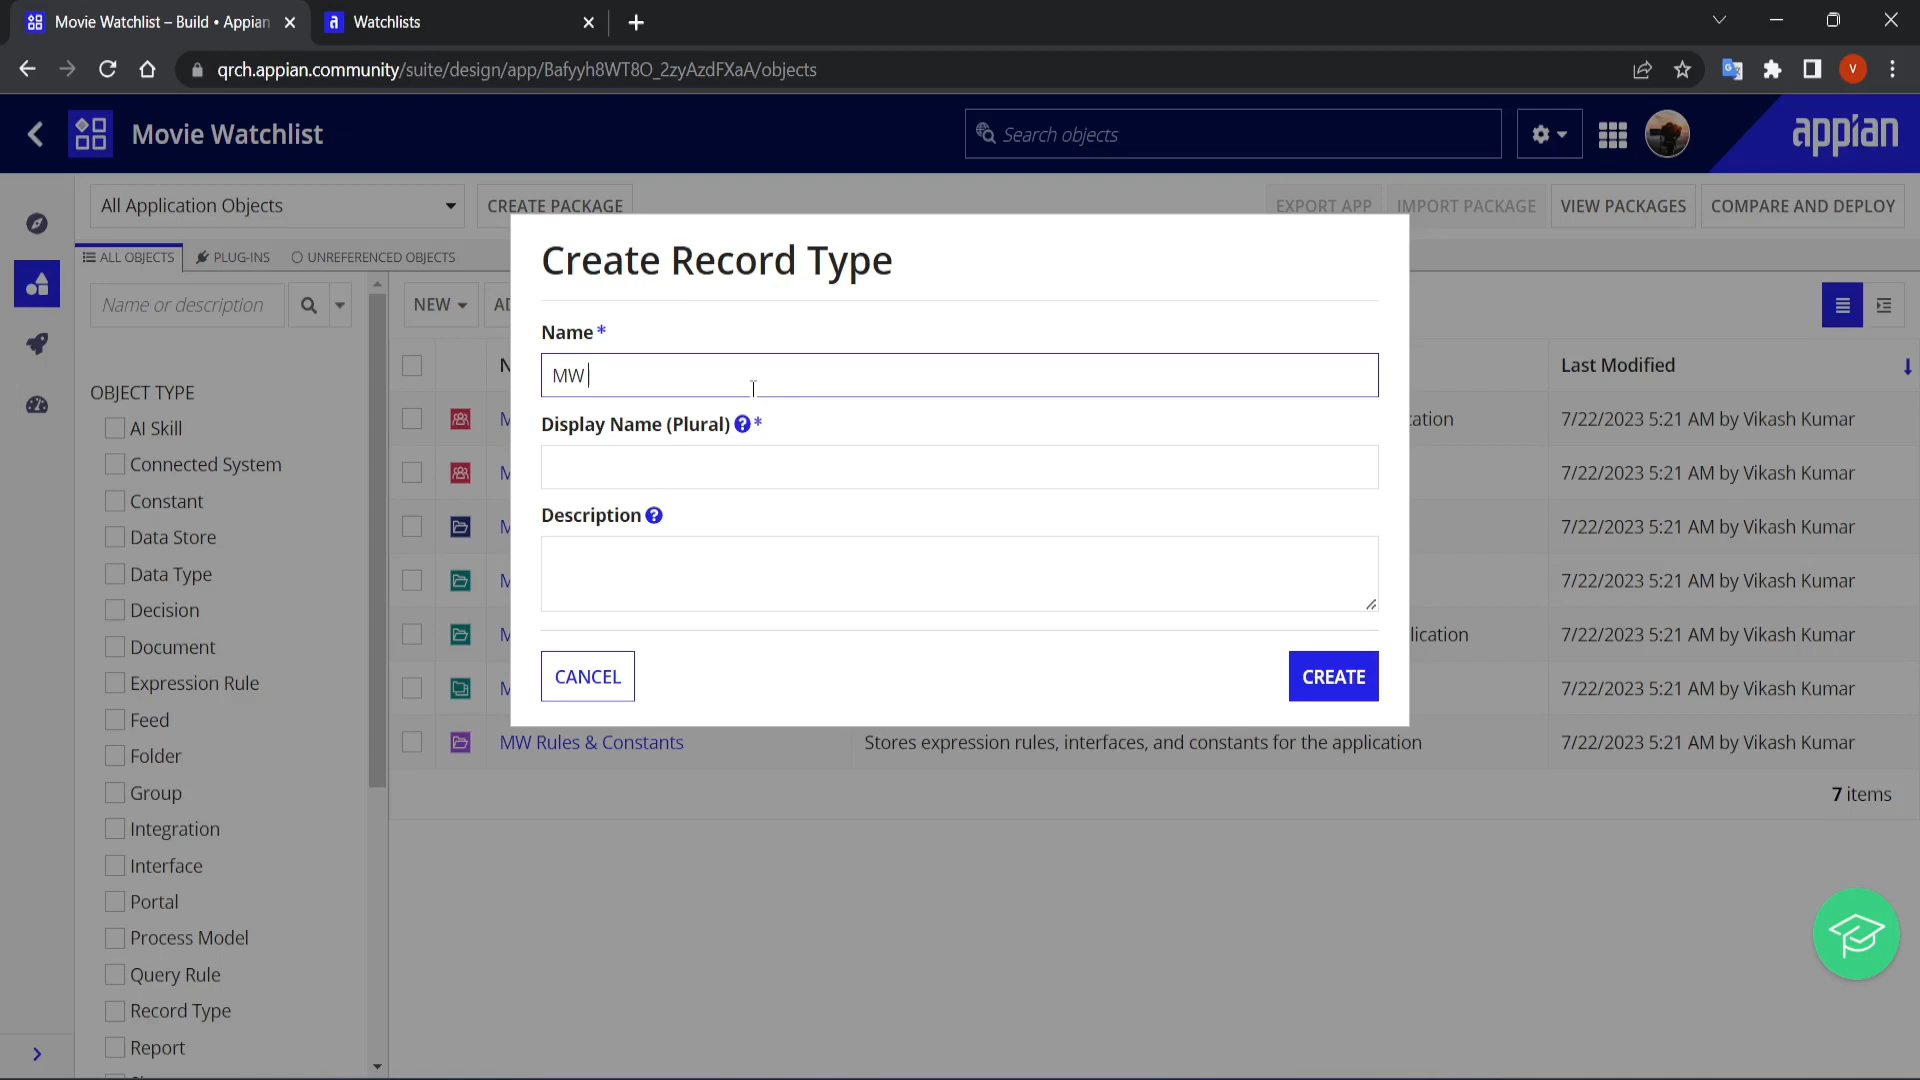 Movie Watchlist – Build • Appian
Watchlists
qrch.appian.community/suite/design/app/Bafyyh8WT8O_2zyAzdFXaA/objects
V
Movie Watchlist
Search objects
appian
All Application Objects
CREATE PACKAGE
EXPORT APP
IMPORT PACKAGE
VIEW PACKAGES
COMPARE AND DEPLOY
ALL OBJECTS
PLUG-INS
UNREFERENCED OBJECTS
Name or description
NEW
OBJECT TYPE
AI Skill
Connected System
Constant
Data Store
Data Type
Decision
Document
Expression Rule
Feed
Folder
Group
Integration
Interface
Portal
Process Model
Query Rule
Record Type
Report
Create Record Type
Name *
MW
Display Name (Plural) ? *
Description ?
CANCEL
CREATE
Last Modified
7/22/2023 5:21 AM by Vikash Kumar
7/22/2023 5:21 AM by Vikash Kumar
7/22/2023 5:21 AM by Vikash Kumar
7/22/2023 5:21 AM by Vikash Kumar
7/22/2023 5:21 AM by Vikash Kumar
7/22/2023 5:21 AM by Vikash Kumar
MW Rules & Constants
Stores expression rules, interfaces, and constants for the application
7/22/2023 5:21 AM by Vikash Kumar
7 items